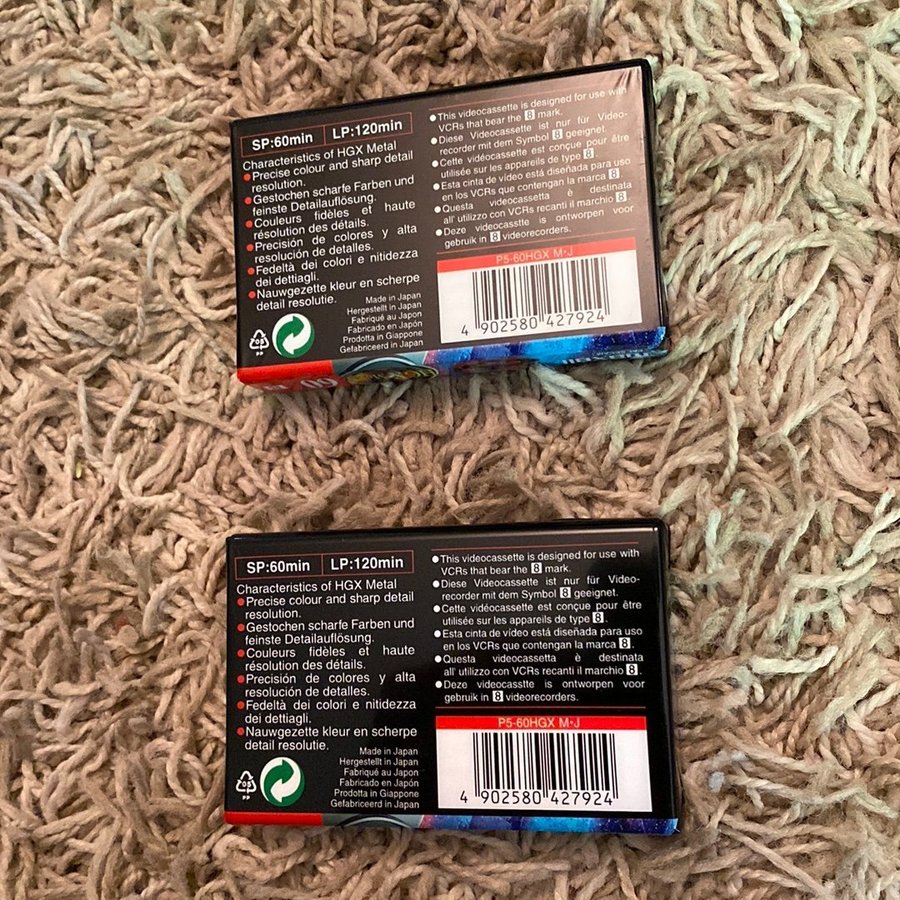 SP:60min LP:120min
Characteristics of HGX Metal
Precise colour and sharp detail
resolution.
Gestochen scharfe Farben und
feinste Detailauflösung.
Couleurs fidèles et haute
résolution des détails.
Precisión de colores y alta
resolución de detalles.
Fedeltà dei colori e nitidezza
dei dettiagli.
Nauwgezette kleur en scherpe
detail resolutie.
Made in Japan
Hergestellt in Japan
Fabriqué au Japon
Fabricado en Japón
Prodotta in Giappone
Gefabriceerd in Japan
05
PP
This videocassette is designed for use with
VCRs that bear the 8 mark.
Diese Videocassette ist nur für Video-
recorder mit dem Symbol 8 geeignet.
Cette vidéocassette est conçue pour être
utilisée sur les appareils de type 8.
Esta cinta de vídeo está diseñada para uso
en los VCRs que contengan la marca 8.
Questa videocassetta è destinata
all' utilizzo con VCRs recanti il marchio 8.
Deze videocasstte is ontworpen voor
gebruik in 8 videorecorders.
P5-60HGX M•J
4 902580 427924
60
SP:60min LP:120min
Characteristics of HGX Metal
Precise colour and sharp detail
resolution.
Gestochen scharfe Farben und
feinste Detailauflösung.
Couleurs fidèles et haute
résolution des détails.
Precisión de colores y alta
resolución de detalles.
Fedeltà dei colori e nitidezza
dei dettiagli.
Nauwgezette kleur en scherpe
detail resolutie.
Made in Japan
Hergestellt in Japan
Fabriqué au Japon
Fabricado en Japón
Prodotta in Giappone
Gefabriceerd in Japan
05
PP
This videocassette is designed for use with
VCRs that bear the 8 mark.
Diese Videocassette ist nur für Video-
recorder mit dem Symbol 8 geeignet.
Cette vidéocassette est conçue pour être
utilisée sur les appareils de type 8.
Esta cinta de vídeo está diseñada para uso
en los VCRs que contengan la marca 8.
Questa videocassetta è destinata
all' utilizzo con VCRs recanti il marchio 8.
Deze videocasstte is ontworpen voor
gebruik in 8 videorecorders.
P5-60HGX M•J
4 902580 427924